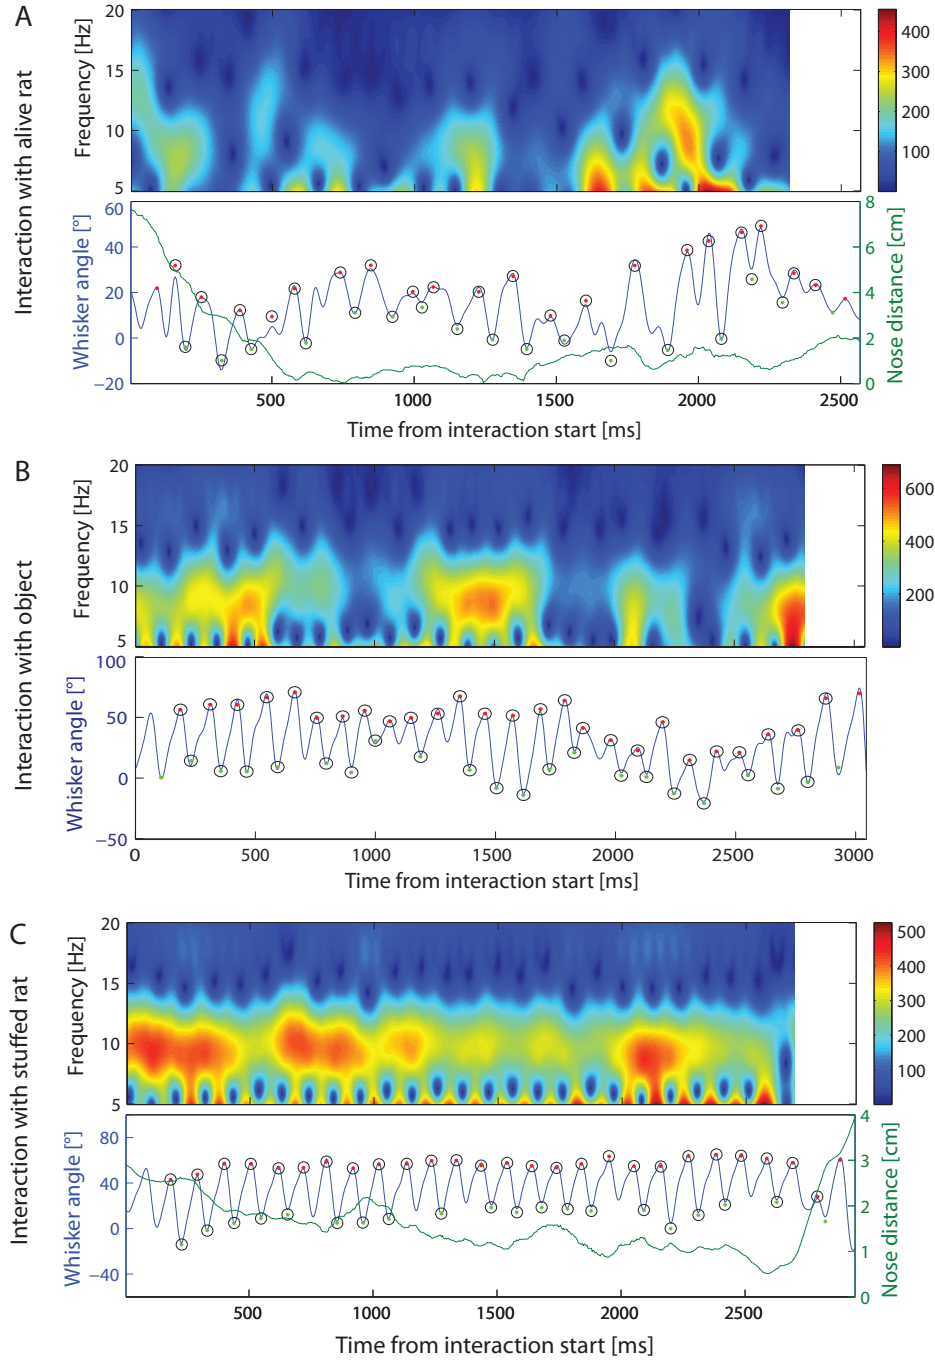 A
Interaction with alive rat
Frequency [Hz]
20
15
10
5
400
300
200
100
Whisker angle [°]
60
40
20
0
−20
8
6
4
2
0
Nose distance [cm]
500 1000 1500 2000 2500
Time from interaction start [ms]
B
Interaction with object
Frequency [Hz]
20
15
10
5
600
400
200
Whisker angle [°]
100
50
0
−50
0 500 1000 1500 2000 2500 3000
Time from interaction start [ms]
C
Interaction with stuffed rat
Frequency [Hz]
20
15
10
5
500
400
300
200
100
Whisker angle [°]
80
40
0
−40
4
3
2
1
0
Nose distance [cm]
500 1000 1500 2000 2500
Time from interaction start [ms]